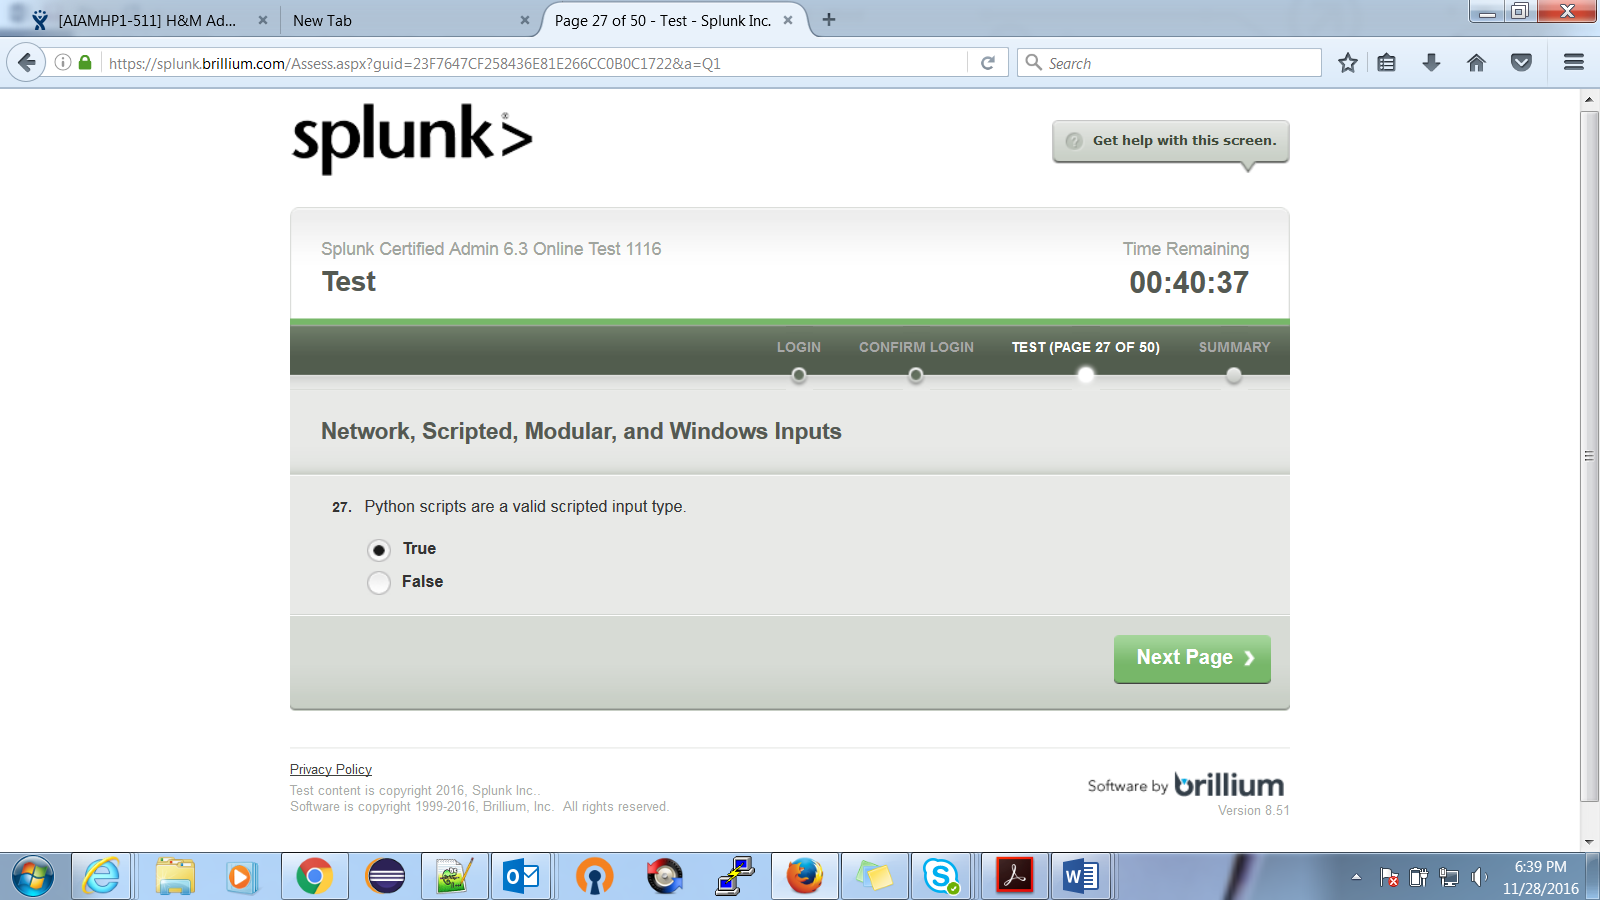 [AIAMHP1-511] H&M Ad...
New Tab
Page 27 of 50 - Test - Splunk Inc.
https://splunk.brillium.com/Assess.aspx?guid=23F7647CF258436E81E266CC0B0C1722&a=Q1
Search
splunk>
Get help with this screen.
Splunk Certified Admin 6.3 Online Test 1116
Time Remaining
Test
00:40:37
LOGIN
CONFIRM LOGIN
TEST (PAGE 27 OF 50)
SUMMARY
Network, Scripted, Modular, and Windows Inputs
27. Python scripts are a valid scripted input type.
True
False
Next Page
Privacy Policy
Test content is copyright 2016, Splunk Inc..
Software is copyright 1999-2016, Brillium, Inc. All rights reserved.
Software by brillium
Version 8.51
6:39 PM
11/28/2016